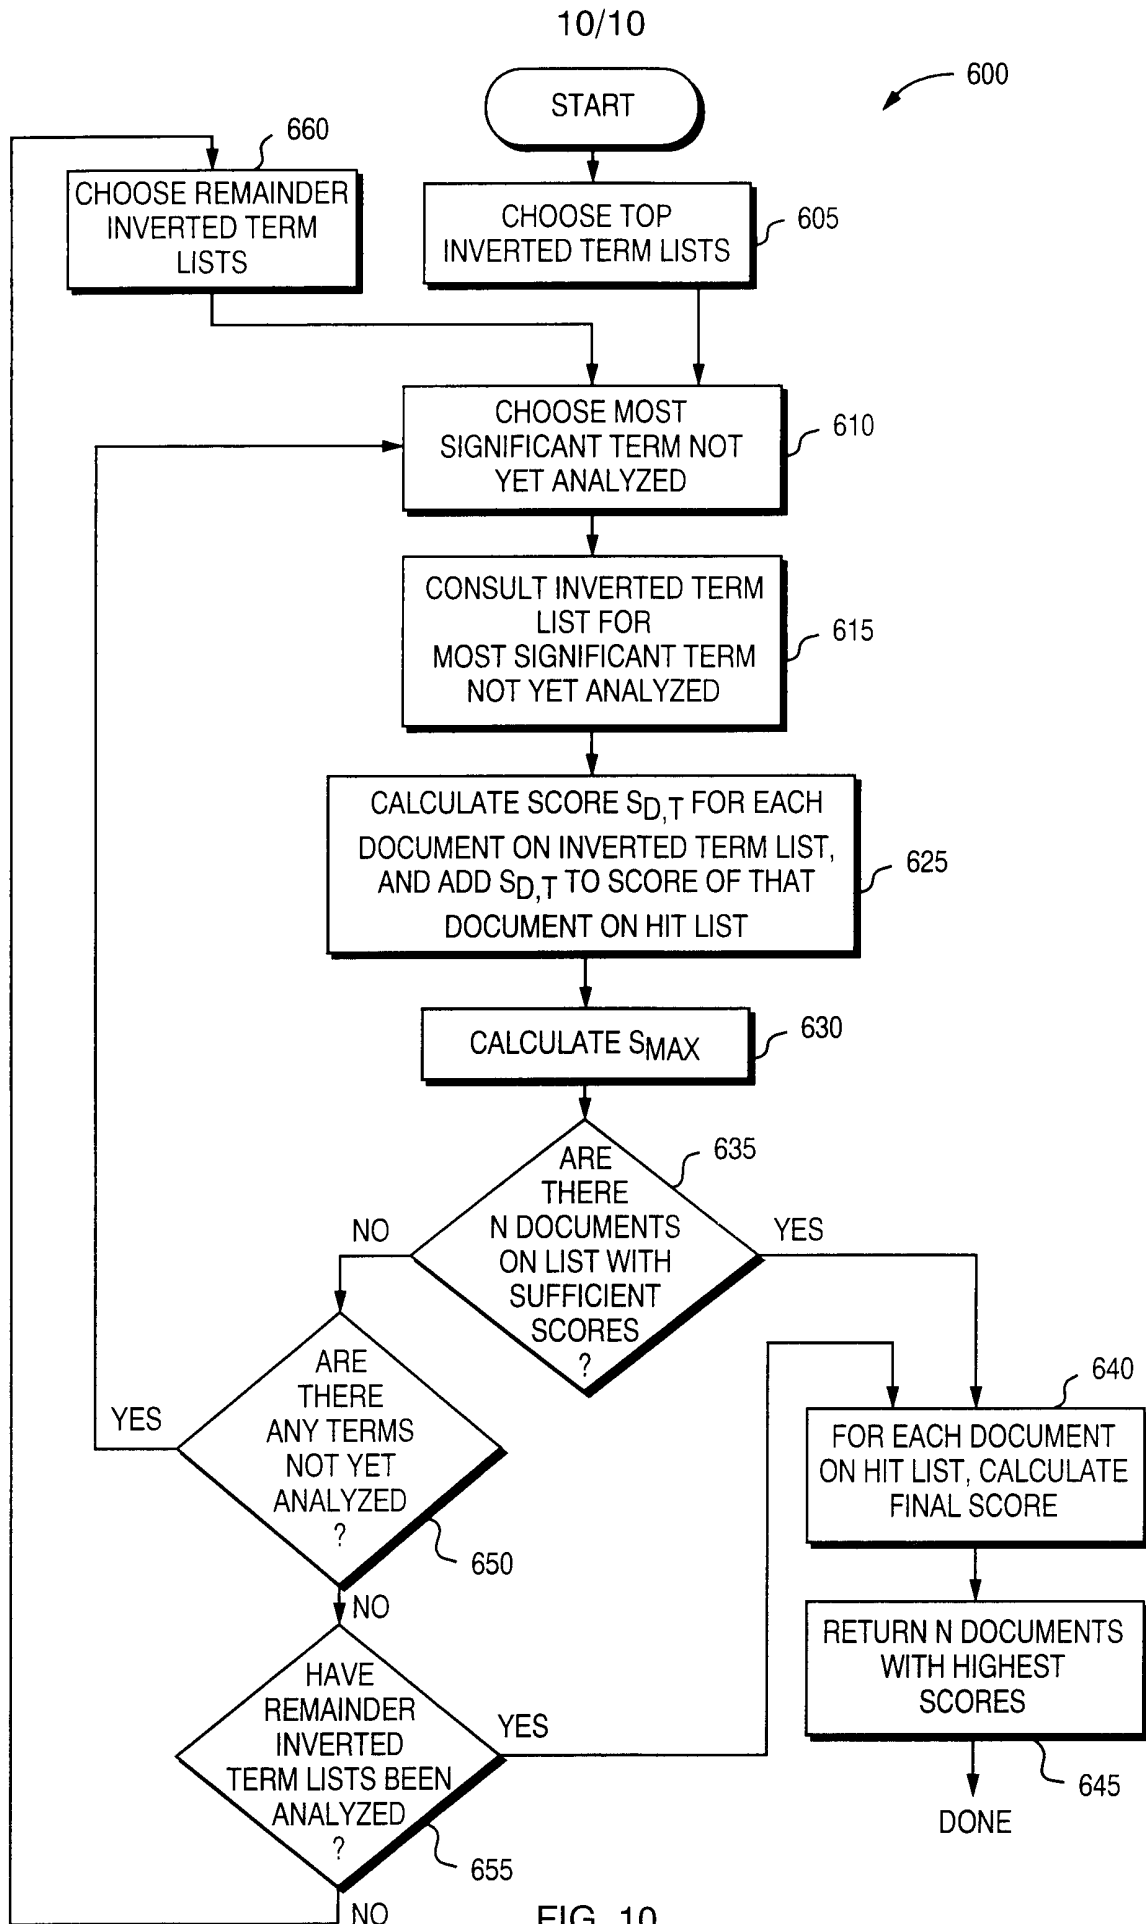 10/10
START
600
660
CHOOSE REMAINDER
INVERTED TERM
LISTS
CHOOSE TOP
INVERTED TERM LISTS
605
CHOOSE MOST
SIGNIFICANT TERM NOT
YET ANALYZED
610
CONSULT INVERTED TERM
LIST FOR
MOST SIGNIFICANT TERM
NOT YET ANALYZED
615
CALCULATE SCORE SD,T FOR EACH
DOCUMENT ON INVERTED TERM LIST,
AND ADD SD,T TO SCORE OF THAT
DOCUMENT ON HIT LIST
625
CALCULATE SMAX
630
ARE
THERE
N DOCUMENTS
ON LIST WITH
SUFFICIENT
SCORES
?
635
NO
YES
ARE
THERE
ANY TERMS
NOT YET
ANALYZED
?
YES
650
NO
640
FOR EACH DOCUMENT
ON HIT LIST, CALCULATE
FINAL SCORE
RETURN N DOCUMENTS
WITH HIGHEST
SCORES
645
DONE
HAVE
REMAINDER
INVERTED
TERM LISTS BEEN
ANALYZED
?
YES
655
NO
FIG. 10